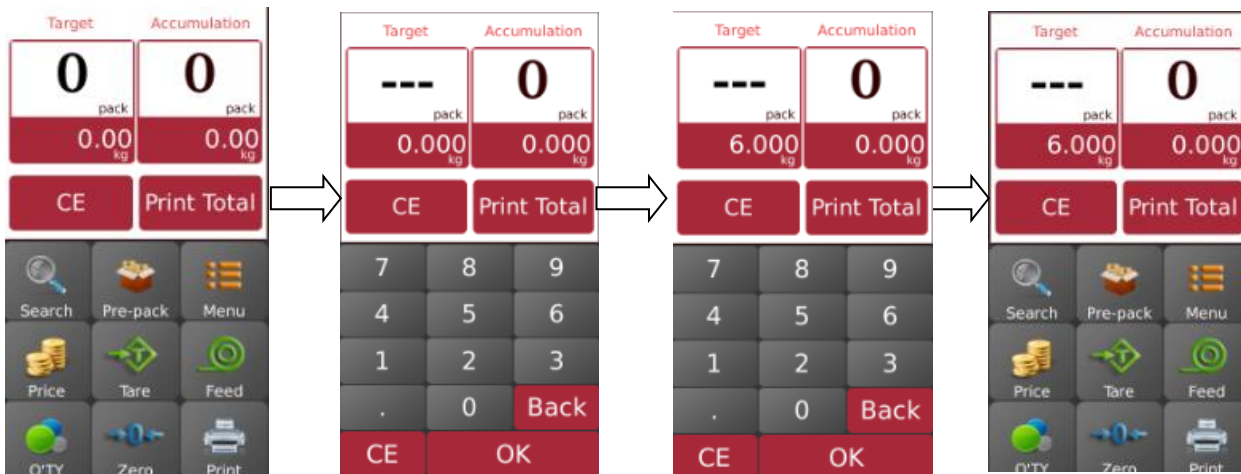 Target Accumulation
0 0
pack pack
0.00 0.00
kg kg
CE Print Total
Search Pre-pack Menu
Price Tare Feed
Q'TY Zero Print
Target Accumulation
--- 0
pack pack
0.000 0.000
kg kg
CE Print Total
7 8 9
4 5 6
1 2 3
. 0 Back
CE OK
Target Accumulation
--- 0
pack pack
6.000 0.000
kg kg
CE Print Total
7 8 9
4 5 6
1 2 3
. 0 Back
CE OK
Target Accumulation
--- 0
pack pack
6.000 0.000
kg kg
CE Print Total
Search Pre-pack Menu
Price Tare Feed
Q'TY Zero Print